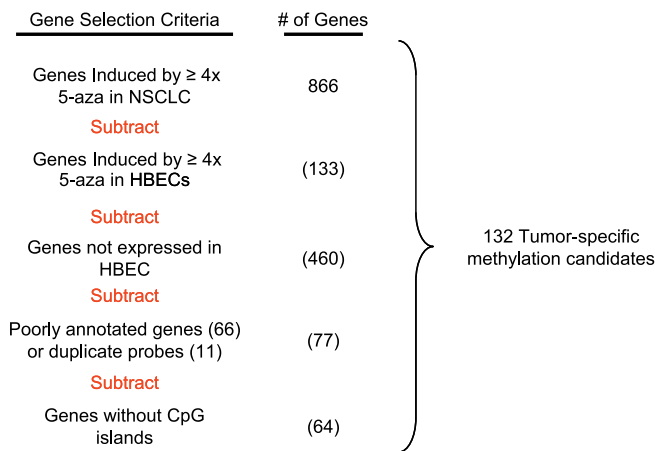 Gene Selection Criteria # of Genes
Genes Induced by ≥ 4x
5-aza in NSCLC
866
Subtract
Genes Induced by ≥ 4x
5-aza in HBECs
(133)
Subtract
Genes not expressed in
HBEC
(460)
Subtract
Poorly annotated genes (66)
or duplicate probes (11)
(77)
Subtract
Genes without CpG
islands
(64)
132 Tumor-specific
methylation candidates